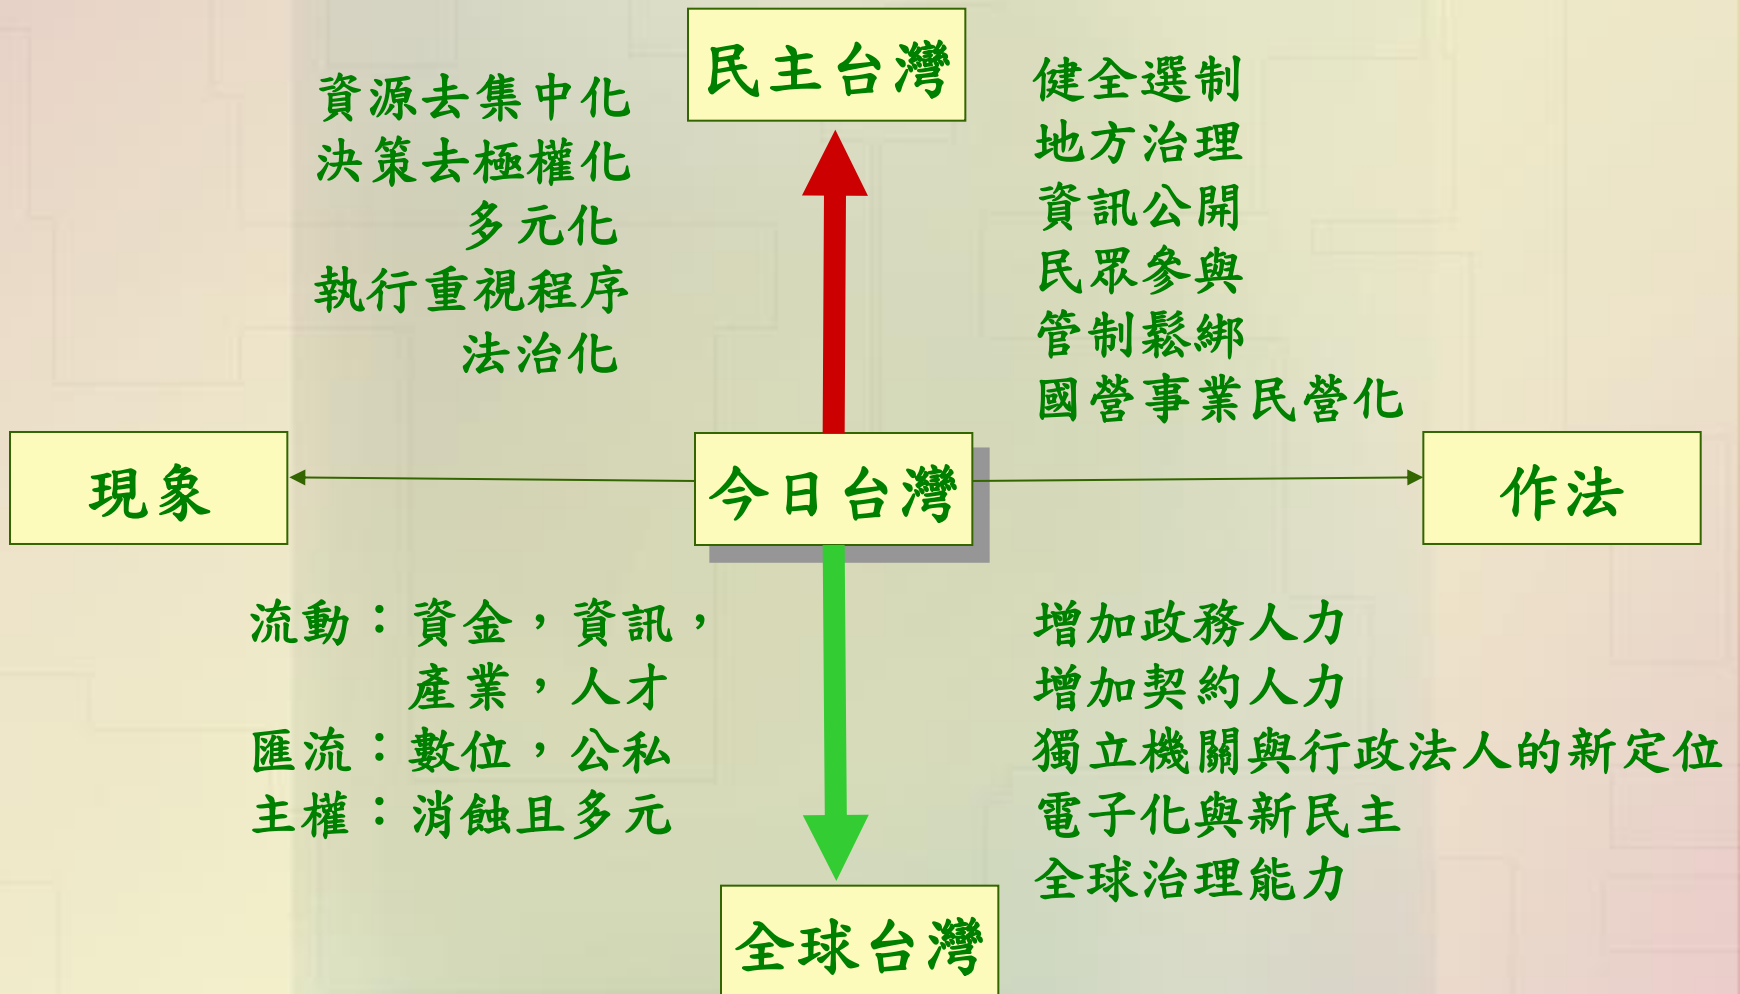 民主台灣
資源去集中化
決策去極權化
多元化
執行重視程序
法治化
健全選制
地方治理
資訊公開
民眾參與
管制鬆綁
國營事業民營化
現象
今日台灣
作法
流動：資金，資訊，
產業，人才
匯流：數位，公私
主權：消蝕且多元
增加政務人力
增加契約人力
獨立機關與行政法人的新定位
電子化與新民主
全球治理能力
全球台灣